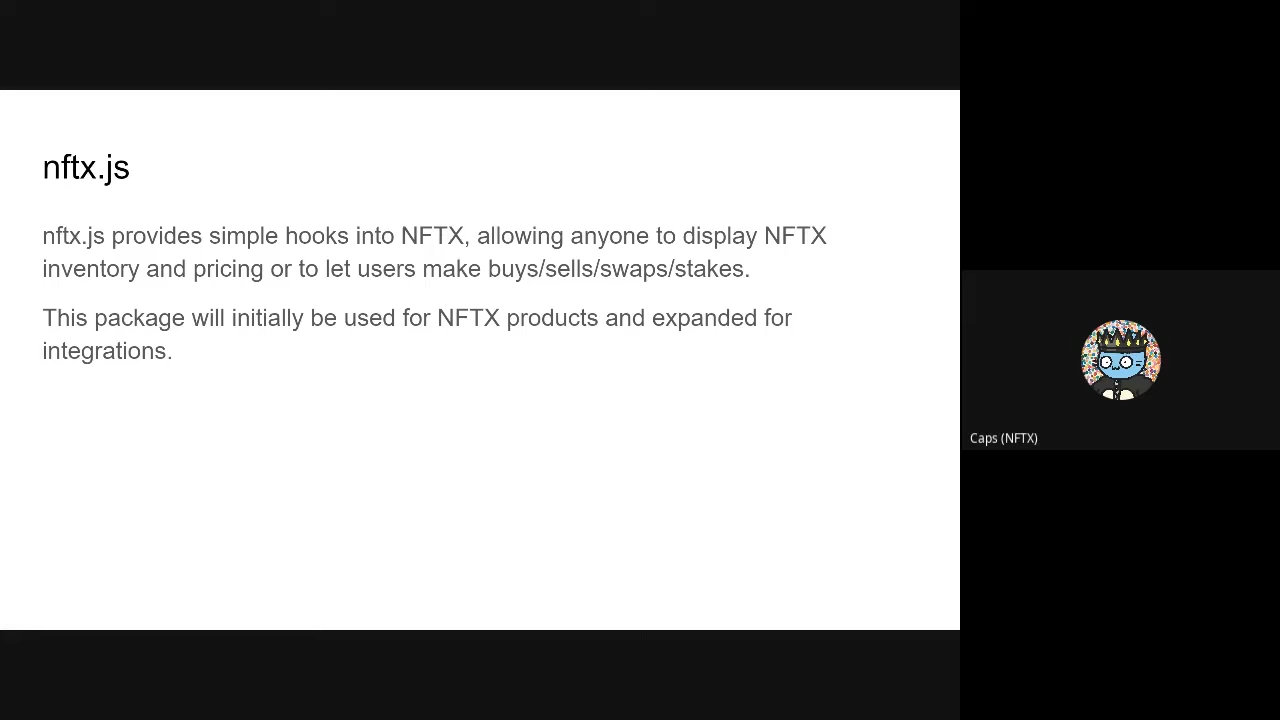 nftx.js
nftx.js provides simple hooks into NFTX, allowing anyone to display NFTX
inventory and pricing or to let users make buys/sells/swaps/stakes.
This package will initially be used for NFTX products and expanded for
integrations.
Caps (NFTX)